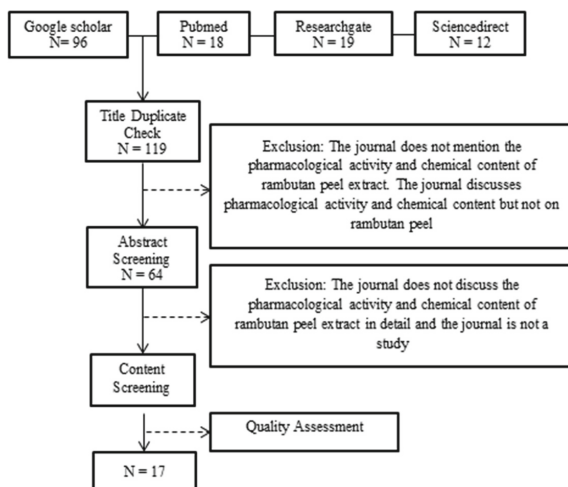 Google scholar
N= 96
Pubmed
N = 18
Researchgate
N = 19
Sciencedirect
N = 12
Title Duplicate
Check
N = 119
Exclusion: The journal does not mention the
pharmacological activity and chemical content of
rambutan peel extract. The journal discusses
pharmacological activity and chemical content but not on
rambutan peel
Abstract
Screening
N = 64
Exclusion: The journal does not discuss the
pharmacological activity and chemical content of
rambutan peel extract in detail and the journal is not a
study
Content
Screening
Quality Assessment
N = 17